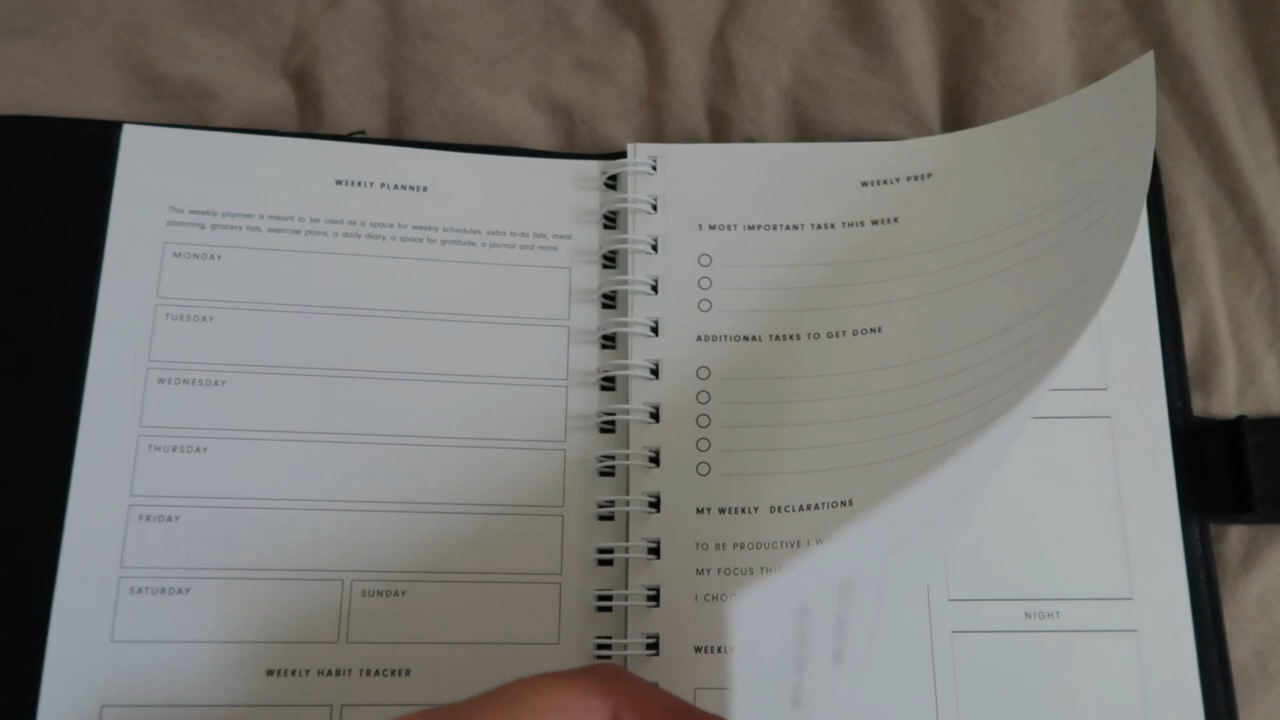 WEEKLY PLANNER
This weekly planner is meant to be used as a space for weekly schedules, extra to-do lists, meal
planning, grocery lists, exercise plans, a daily diary, a space for gratitude, a journal and more.
MONDAY
TUESDAY
WEDNESDAY
THURSDAY
FRIDAY
SATURDAY SUNDAY
WEEKLY HABIT TRACKER
WEEKLY PREP
3 MOST IMPORTANT TASK THIS WEEK
ADDITIONAL TASKS TO GET DONE
MY WEEKLY DECLARATIONS
TO BE PRODUCTIVE I
MY FOCUS
I
NIGHT